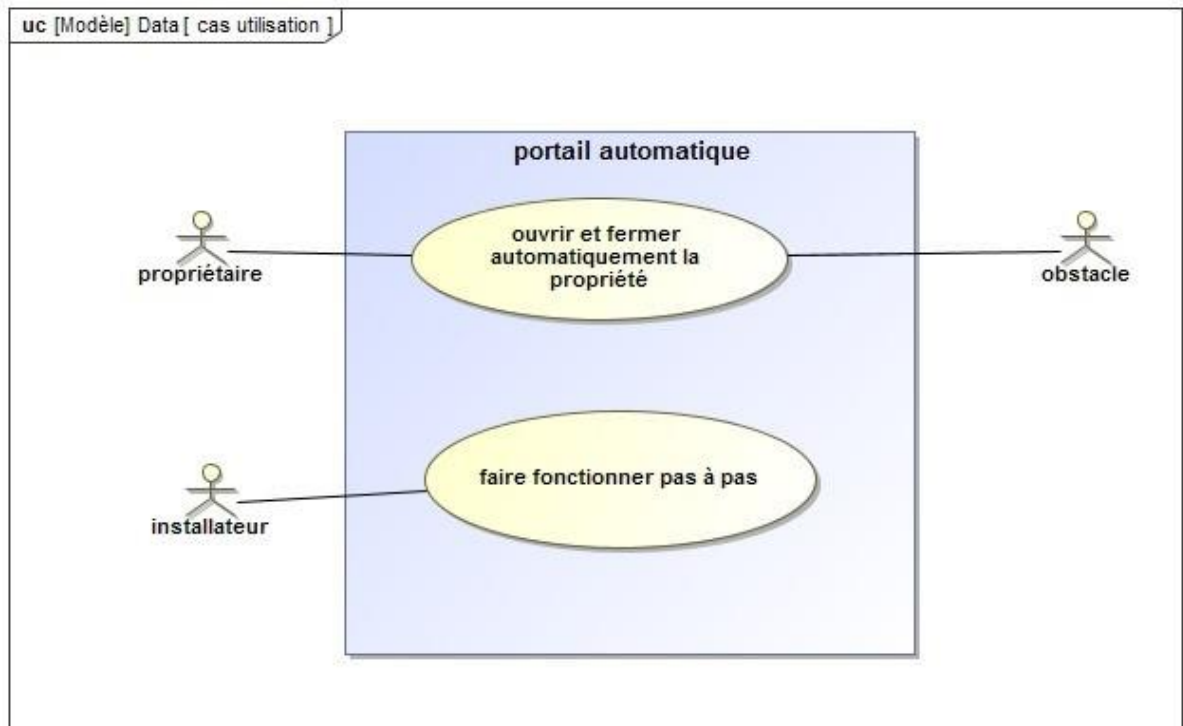 uc [Modèle] Data [ cas utilisation ]
portail automatique
ouvrir et fermer
automatiquement la
propriété
propriétaire
obstacle
faire fonctionner pas à pas
installateur